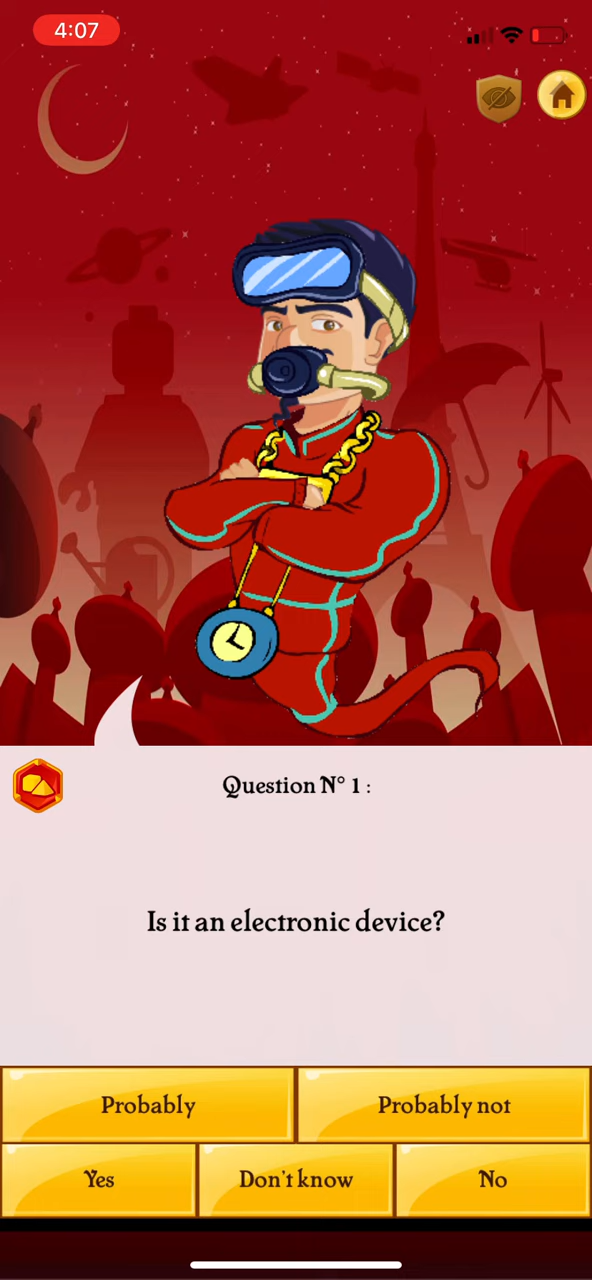 4:07
Question N° 1 :
Is it an electronic device?
Probably
Probably not
Yes
Don't know
No